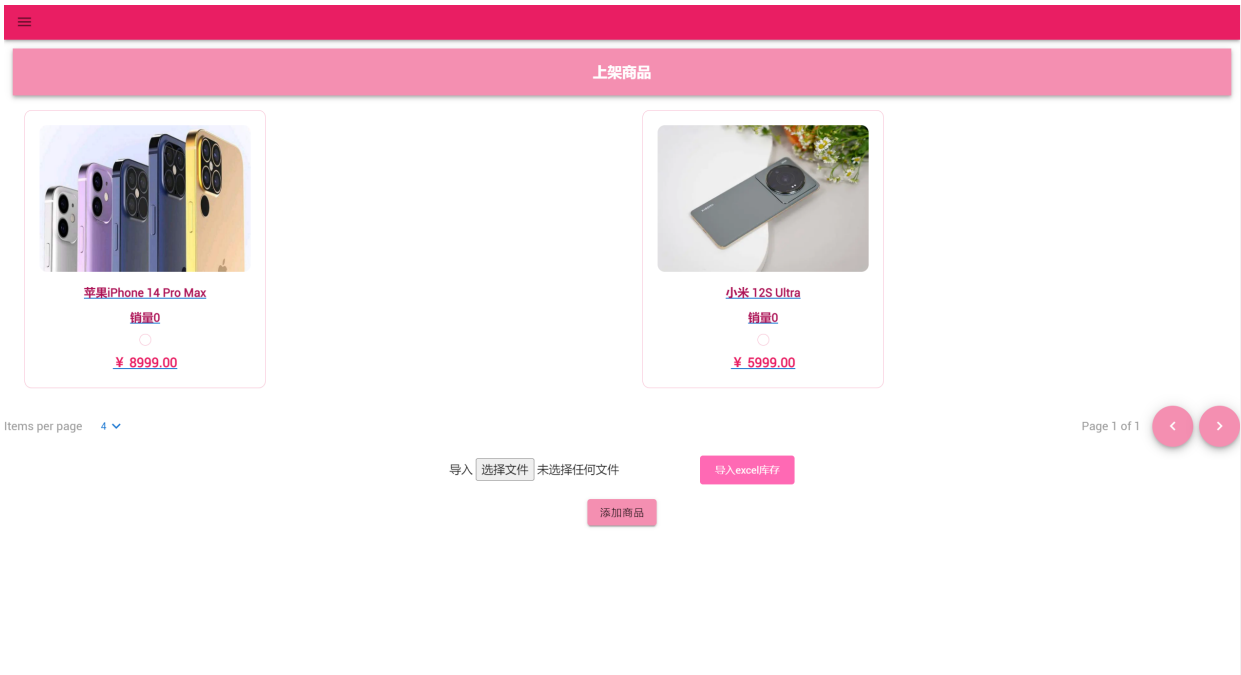 上架商品
苹果iPhone 14 Pro Max
销量0
¥ 8999.00
小米 12S Ultra
销量0
¥ 5999.00
Items per page 4
Page 1 of 1
导入 选择文件 未选择任何文件 导入excel库存
添加商品